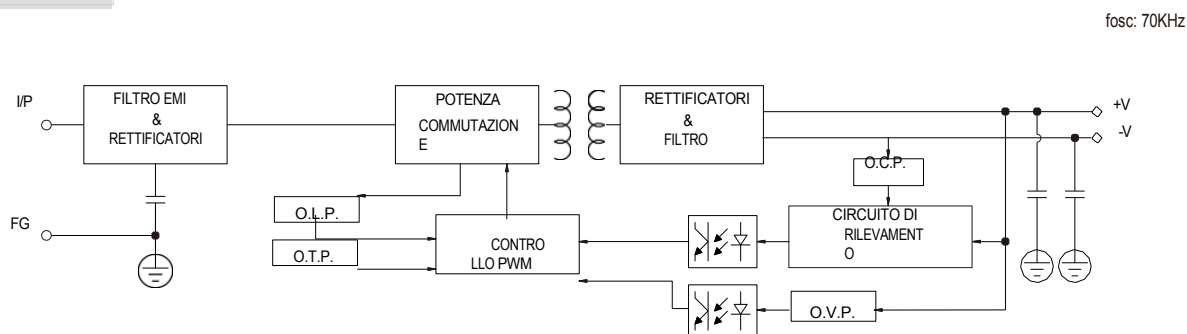 fosc: 70KHz
I/P
FILTRO EMI
&
RETTIFICATORI
POTENZA
COMMUTAZION
E
RETTIFICATORI
&
FILTRO
+V
-V
O.C.P.
FG
O.L.P.
O.T.P.
CONTRO
LLO PWM
CIRCUITO DI
RILEVAMENT
O
O.V.P.